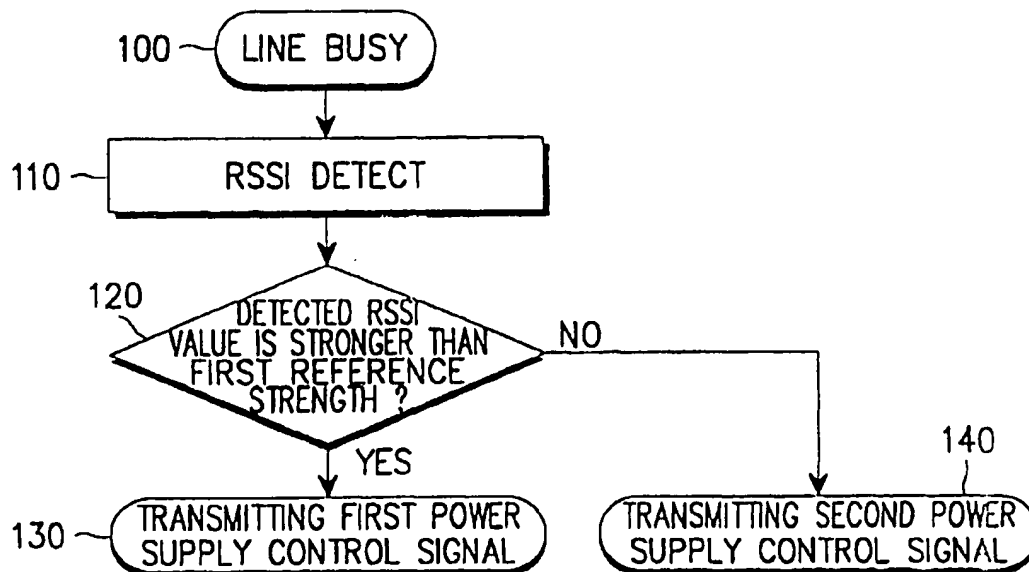 100
LINE BUSY
110
RSSI DETECT
120
DETECTED RSSI
VALUE IS STRONGER THAN
FIRST REFERENCE
STRENGTH ?
NO
YES
130
TRANSMITTING FIRST POWER
SUPPLY CONTROL SIGNAL
140
TRANSMITTING SECOND POWER
SUPPLY CONTROL SIGNAL